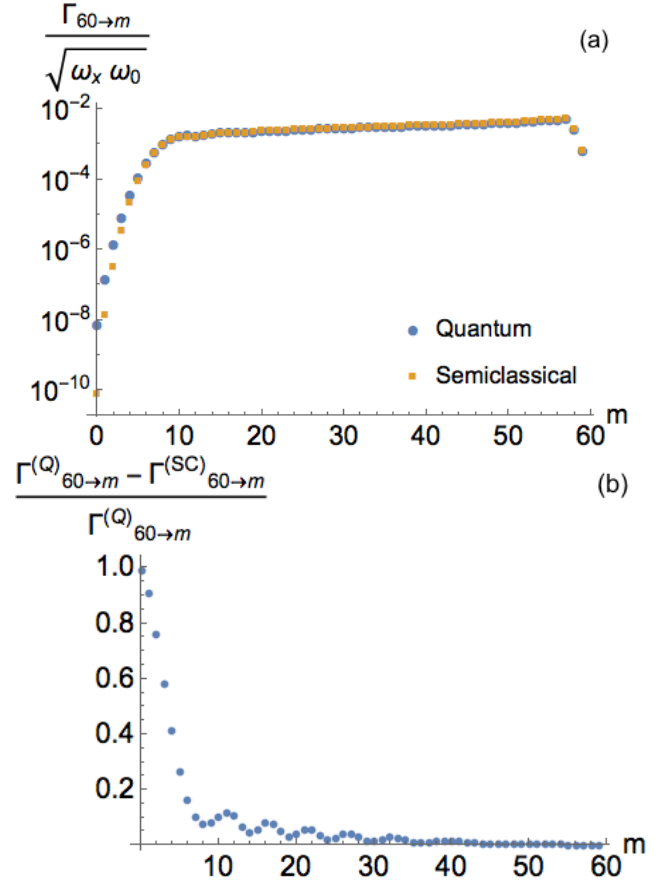 Γ60→m
√ωx ω0
(a)
10−2
10−4
10−6
10−8
10−10
Quantum
Semiclassical
0 10 20 30 40 50 60 m
Γ(Q)60→m − Γ(SC)60→m
Γ(Q)60→m
(b)
1.0
0.8
0.6
0.4
0.2
10 20 30 40 50 60 m